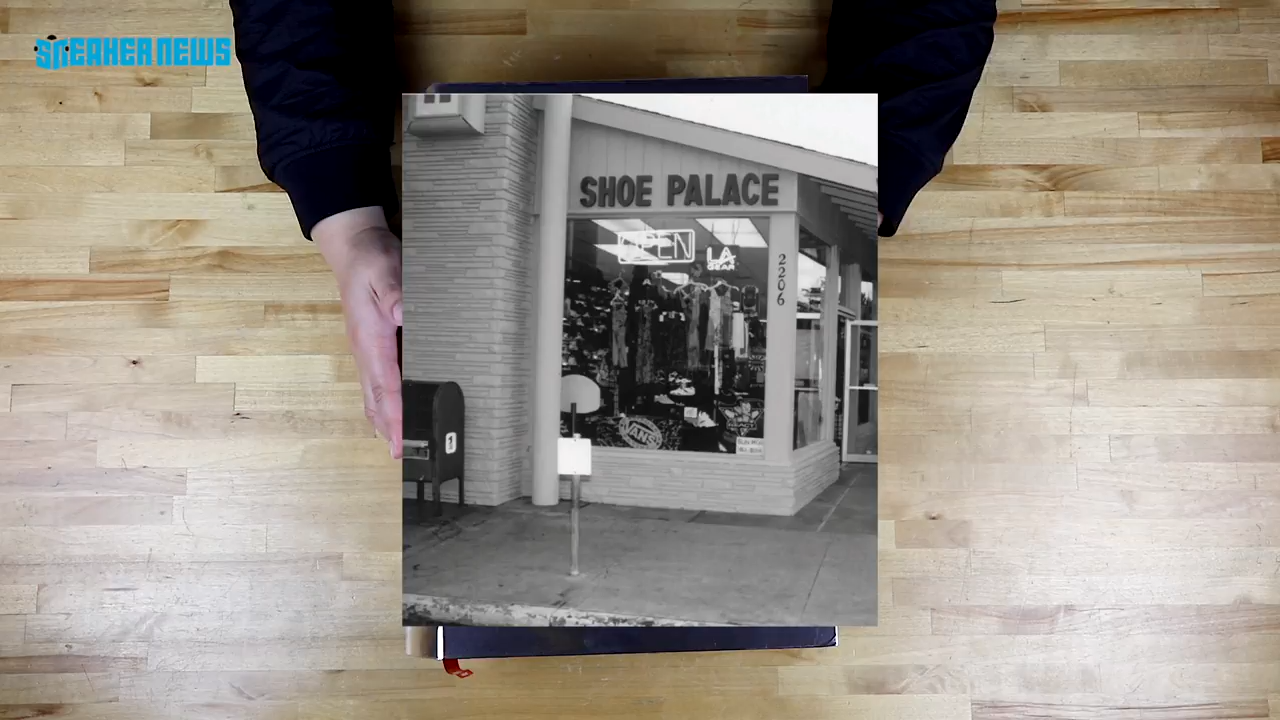 SNEAKER NEWS
SHOE PALACE
OPEN
LA
GEAR
2206
VANS